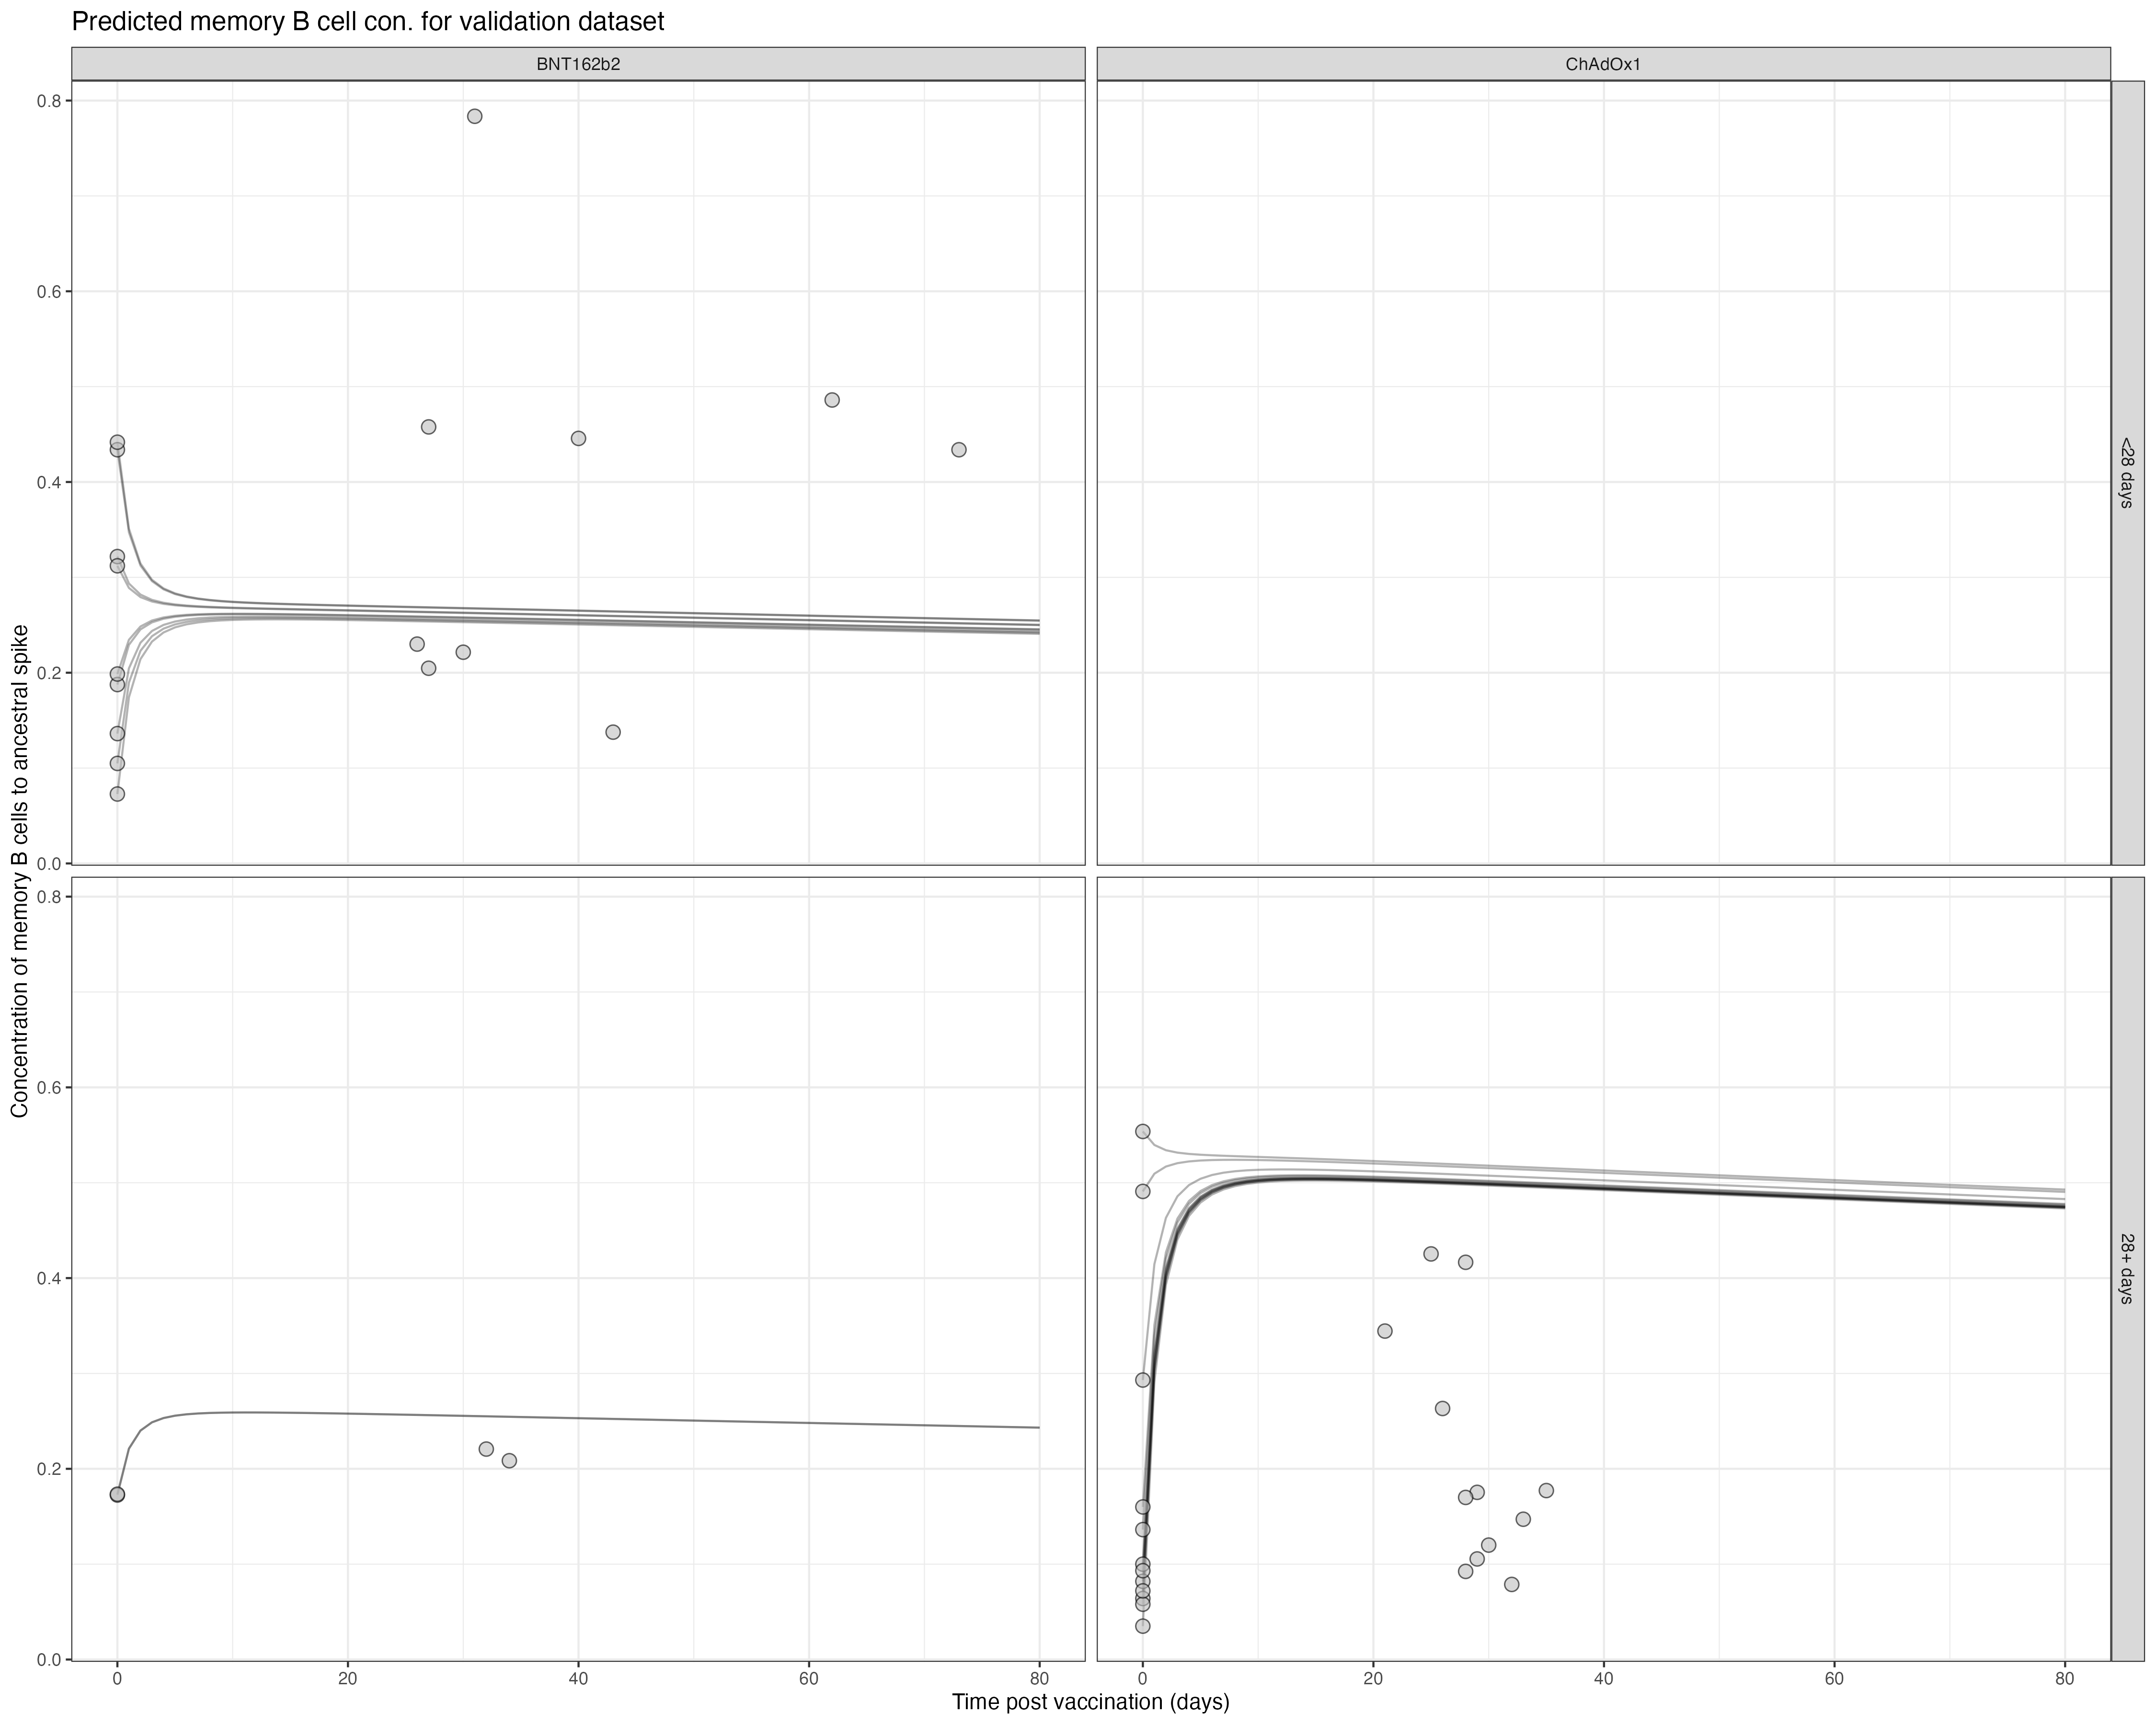 Predicted memory B cell con. for validation dataset
BNT162b2
ChAdOx1
0.8
0.6
0.4
0.2
0.0
<28 days
Concentration of memory B cells to ancestral spike
0.8
0.6
0.4
0.2
0.0
28+ days
0 20 40 60 80
0 20 40 60 80
Time post vaccination (days)